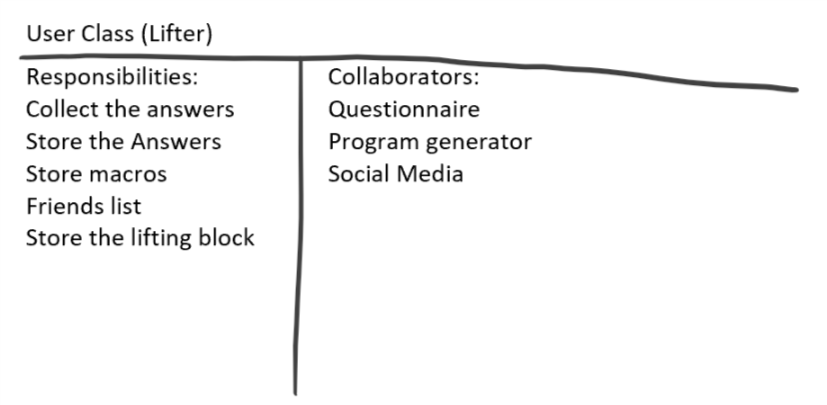 User Class (Lifter)
Responsibilities:
Collect the answers
Store the Answers
Store macros
Friends list
Store the lifting block
Collaborators:
Questionnaire
Program generator
Social Media